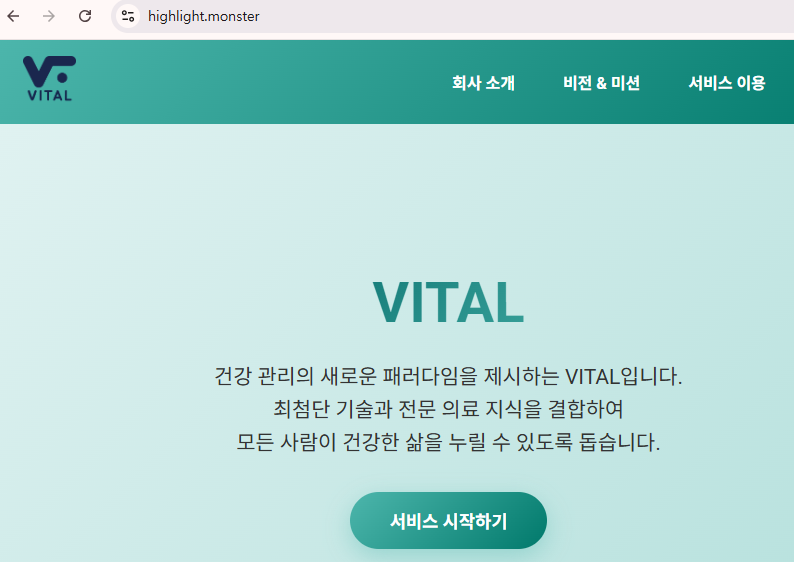 highlight.monster
VITAL
회사 소개
비전 & 미션
서비스 이용
VITAL
건강 관리의 새로운 패러다임을 제시하는 VITAL입니다.
최첨단 기술과 전문 의료 지식을 결합하여
모든 사람이 건강한 삶을 누릴 수 있도록 돕습니다.
서비스 시작하기